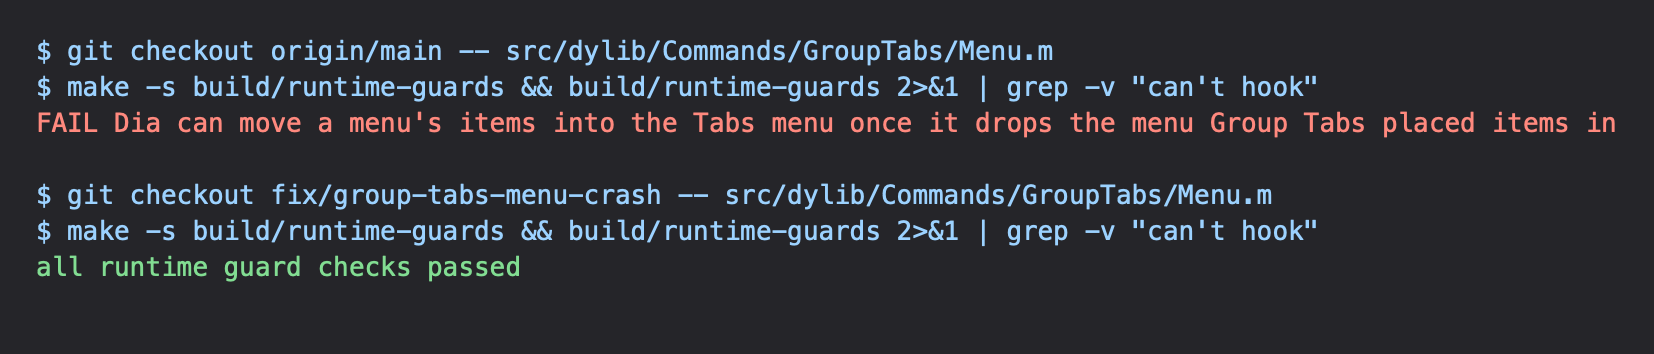 $ git checkout origin/main -- src/dylib/Commands/GroupTabs/Menu.m
$ make -s build/runtime-guards && build/runtime-guards 2>&1 | grep -v "can't hook"
FAIL Dia can move a menu's items into the Tabs menu once it drops the menu Group Tabs placed items in
$ git checkout fix/group-tabs-menu-crash -- src/dylib/Commands/GroupTabs/Menu.m
$ make -s build/runtime-guards && build/runtime-guards 2>&1 | grep -v "can't hook"
all runtime guard checks passed